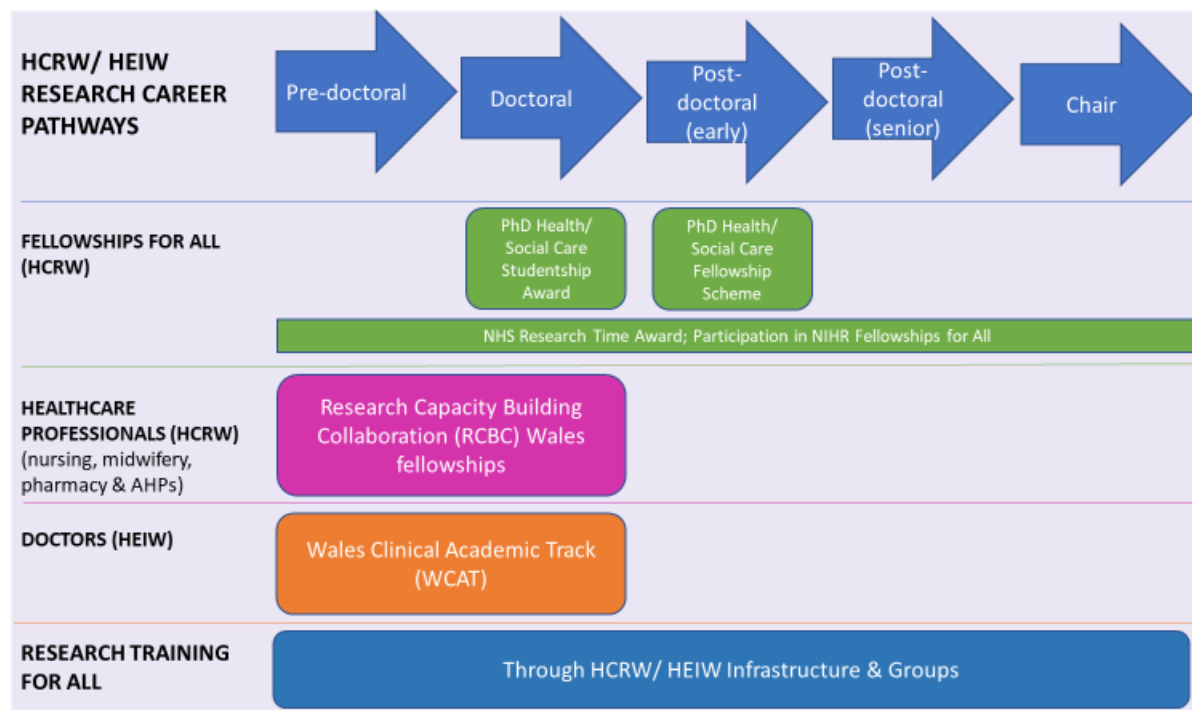 HCRW/ HEIW
RESEARCH CAREER
PATHWAYS
Pre-doctoral
Doctoral
Post-
doctoral
(early)
Post-
doctoral
(senior)
Chair
FELLOWSHIPS FOR ALL
(HCRW)
PhD Health/
Social Care
Studentship
Award
PhD Health/
Social Care
Fellowship
Scheme
NHS Research Time Award; Participation in NIHR Fellowships for All
HEALTHCARE
PROFESSIONALS (HCRW)
(nursing, midwifery,
pharmacy & AHPs)
Research Capacity Building
Collaboration (RCBC) Wales
fellowships
DOCTORS (HEIW)
Wales Clinical Academic Track
(WCAT)
RESEARCH TRAINING
FOR ALL
Through HCRW/ HEIW Infrastructure & Groups